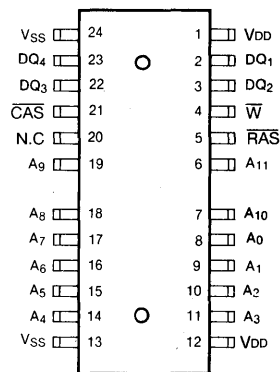 VSS 24 1 VDD
DQ4 23 2 DQ1
DQ3 22 3 DQ2
C̅A̅S̅ 21 4 W̅
N.C 20 5 R̅A̅S̅
A9 19 6 A11
A8 18 7 A10
A7 17 8 A0
A6 16 9 A1
A5 15 10 A2
A4 14 11 A3
VSS 13 12 VDD